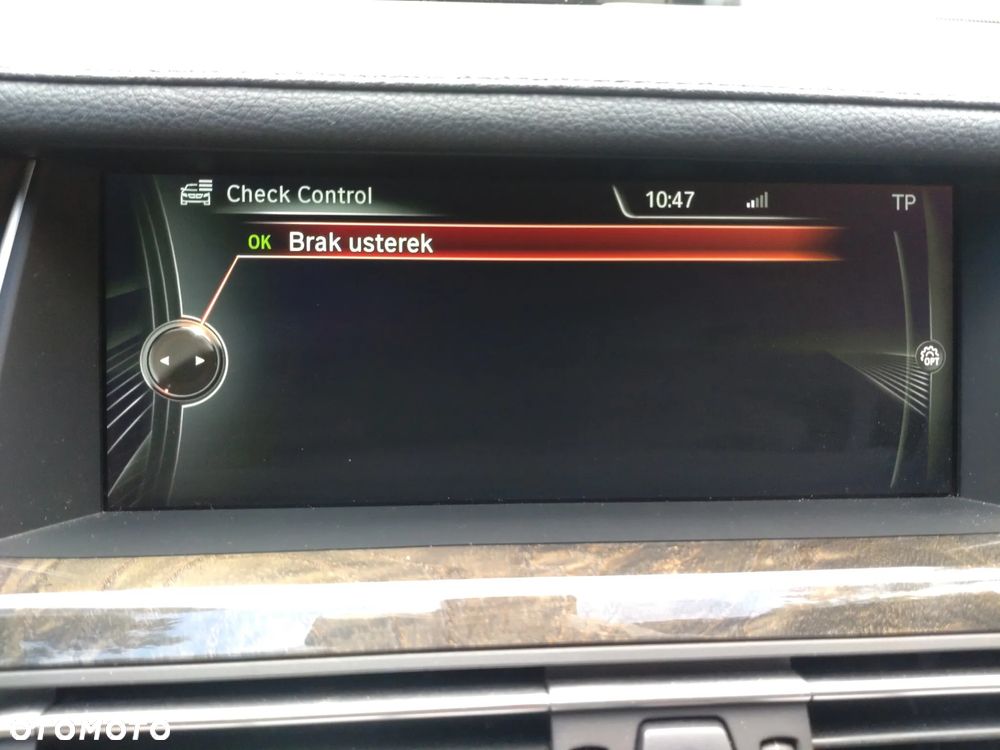 Check Control
10:47
TP
OK Brak usterek
OPT
OTOMOTO